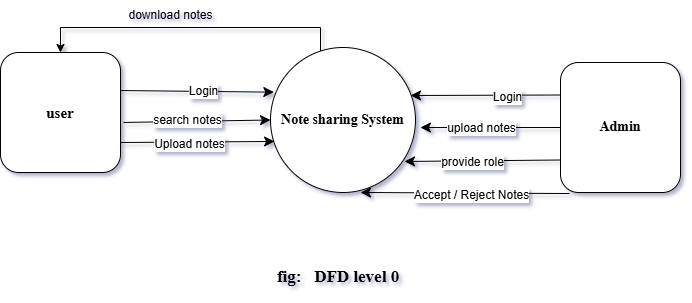 download notes
user
Login
search notes
Upload notes
Note sharing System
Login
upload notes
provide role
Accept / Reject Notes
Admin
fig: DFD level 0